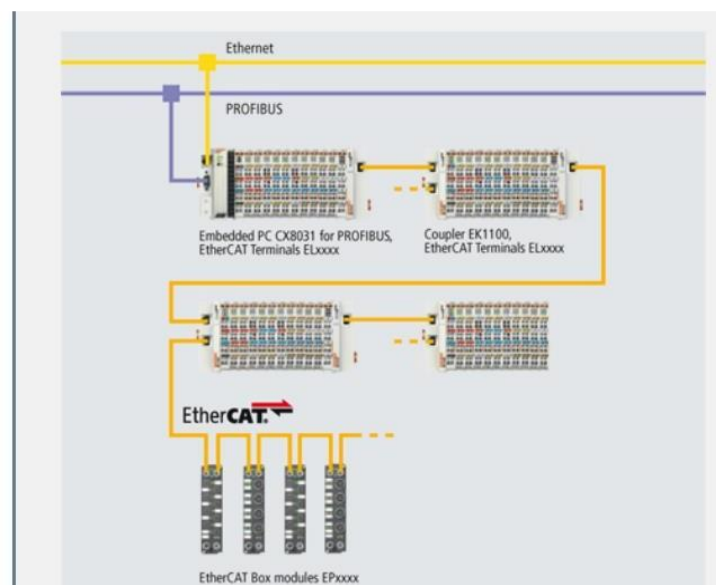 Ethernet
PROFIBUS
Embedded PC CX8031 for PROFIBUS,
EtherCAT Terminals ELxxxx
Coupler EK1100,
EtherCAT Terminals ELxxxx
EtherCAT.
EtherCAT Box modules EPxxxx